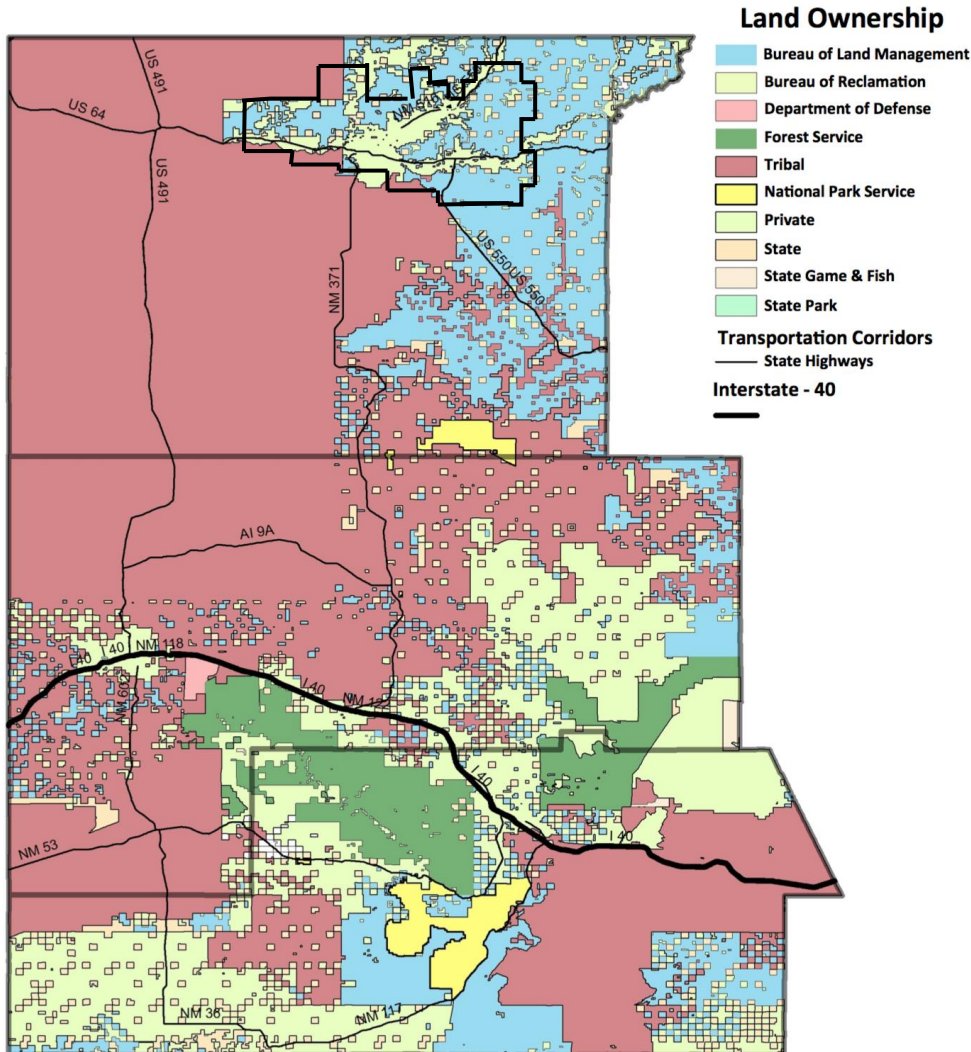 Land Ownership
Bureau of Land Management
Bureau of Reclamation
Department of Defense
Forest Service
Tribal
National Park Service
Private
State
State Game & Fish
State Park
Transportation Corridors
State Highways
Interstate - 40
US 491
US 64
US 491
NM 371
US 550
US 550
AI 9A
I 40
I 40
NM 118
NM 602
I 40
NM 122
I 40
I 40
NM 53
NM 36
NM 117